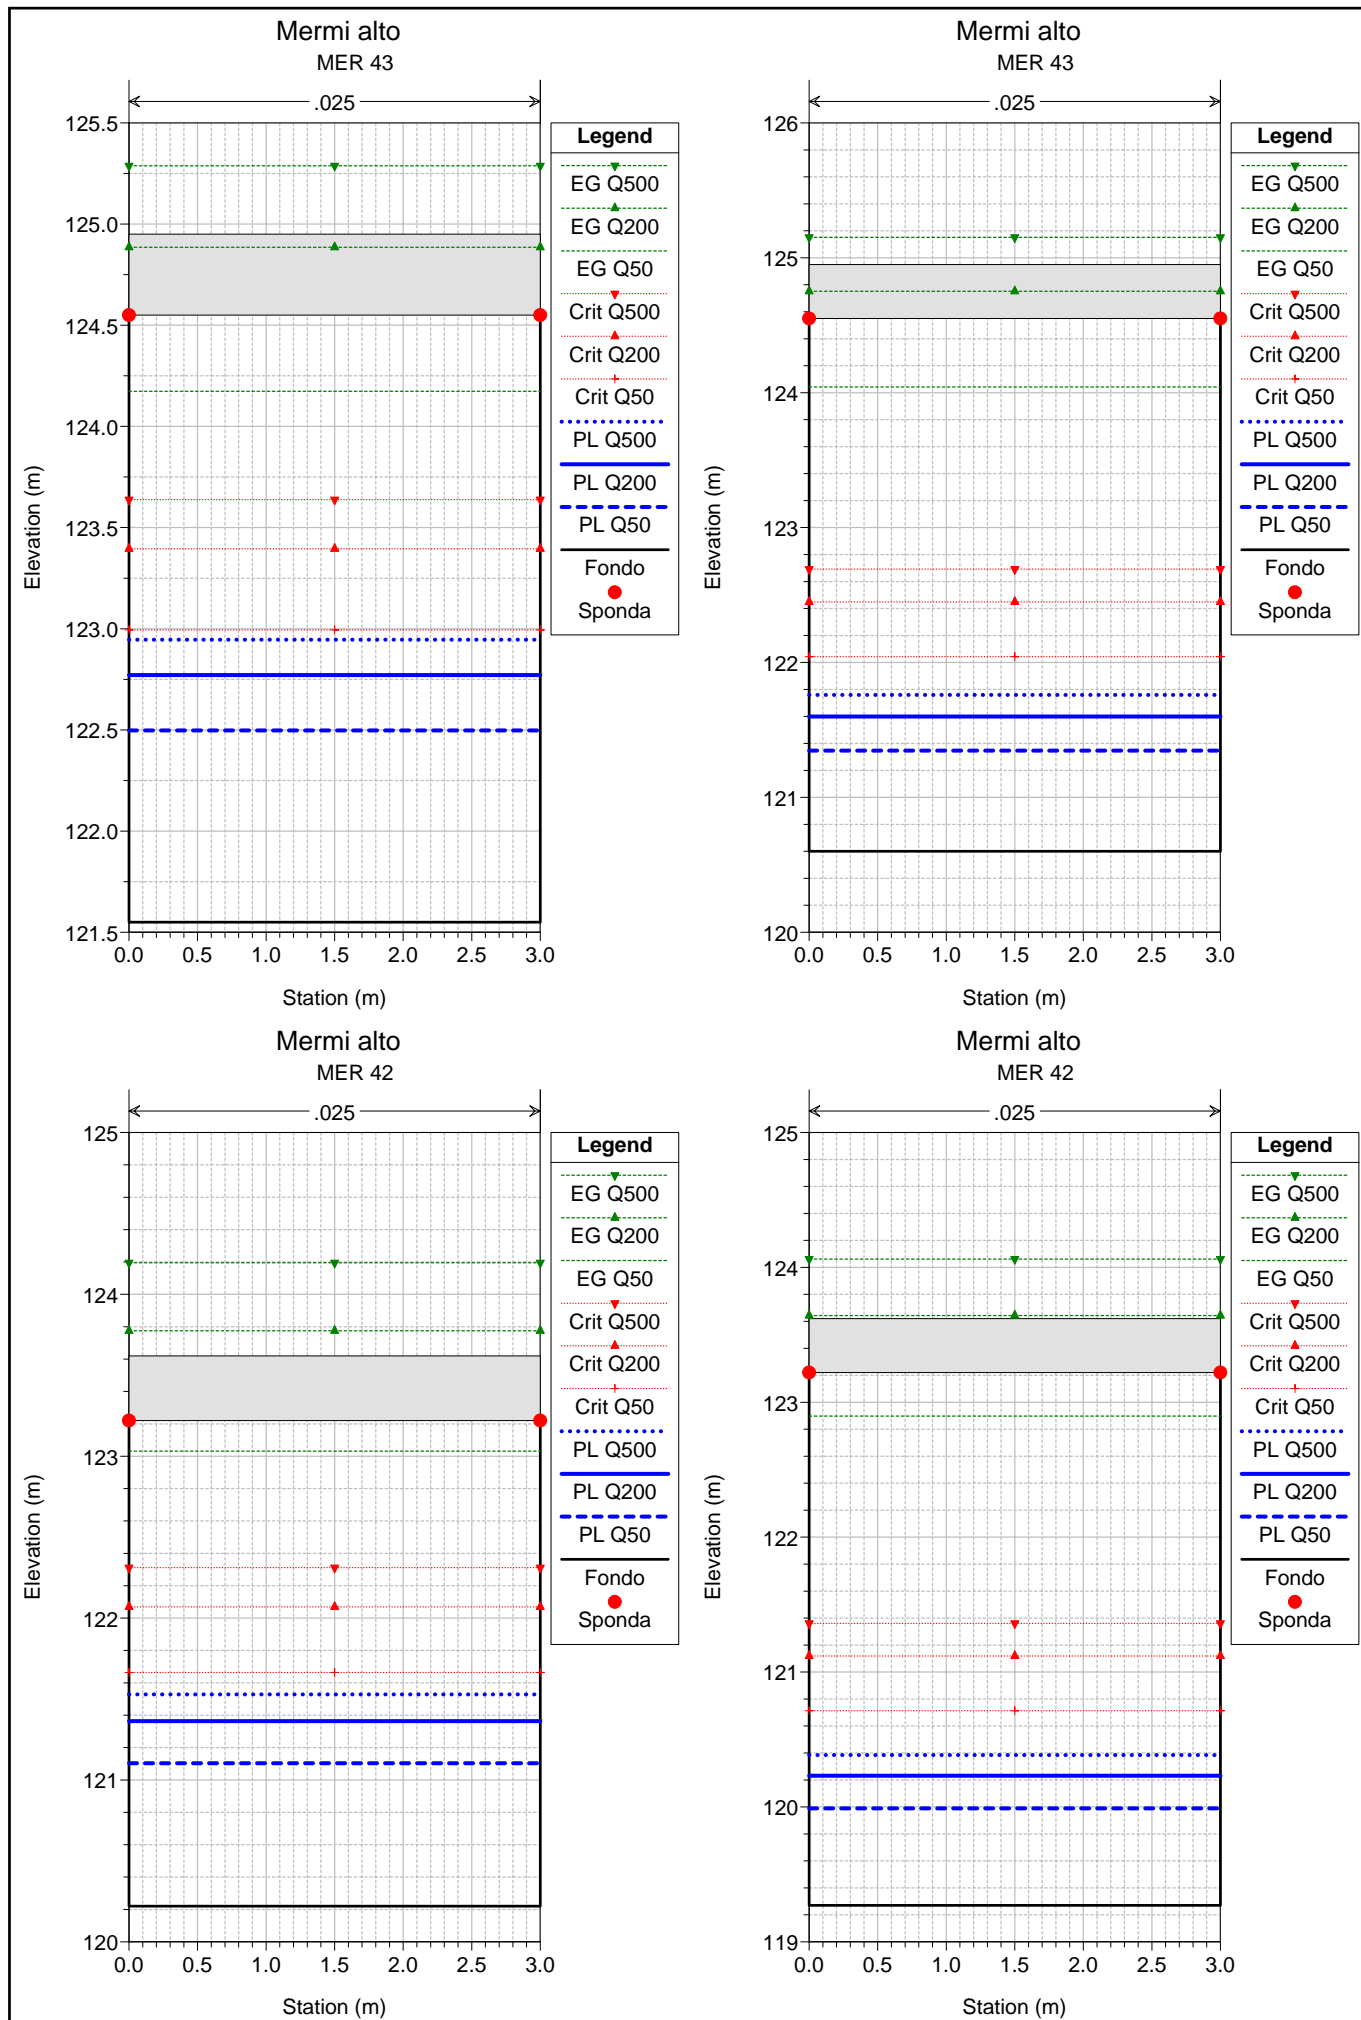 Mermi alto
MER 43
.025
125.5
125.0
124.5
124.0
123.5
123.0
122.5
122.0
121.5
Elevation (m)
0.0 0.5 1.0 1.5 2.0 2.5 3.0
Station (m)
Legend
EG Q500
EG Q200
EG Q50
Crit Q500
Crit Q200
Crit Q50
PL Q500
PL Q200
PL Q50
Fondo
Sponda
Mermi alto
MER 43
.025
126
125
124
123
122
121
120
Elevation (m)
0.0 0.5 1.0 1.5 2.0 2.5 3.0
Station (m)
Legend
EG Q500
EG Q200
EG Q50
Crit Q500
Crit Q200
Crit Q50
PL Q500
PL Q200
PL Q50
Fondo
Sponda
Mermi alto
MER 42
.025
125
124
123
122
121
120
Elevation (m)
0.0 0.5 1.0 1.5 2.0 2.5 3.0
Station (m)
Legend
EG Q500
EG Q200
EG Q50
Crit Q500
Crit Q200
Crit Q50
PL Q500
PL Q200
PL Q50
Fondo
Sponda
Mermi alto
MER 42
.025
125
124
123
122
121
120
119
Elevation (m)
0.0 0.5 1.0 1.5 2.0 2.5 3.0
Station (m)
Legend
EG Q500
EG Q200
EG Q50
Crit Q500
Crit Q200
Crit Q50
PL Q500
PL Q200
PL Q50
Fondo
Sponda